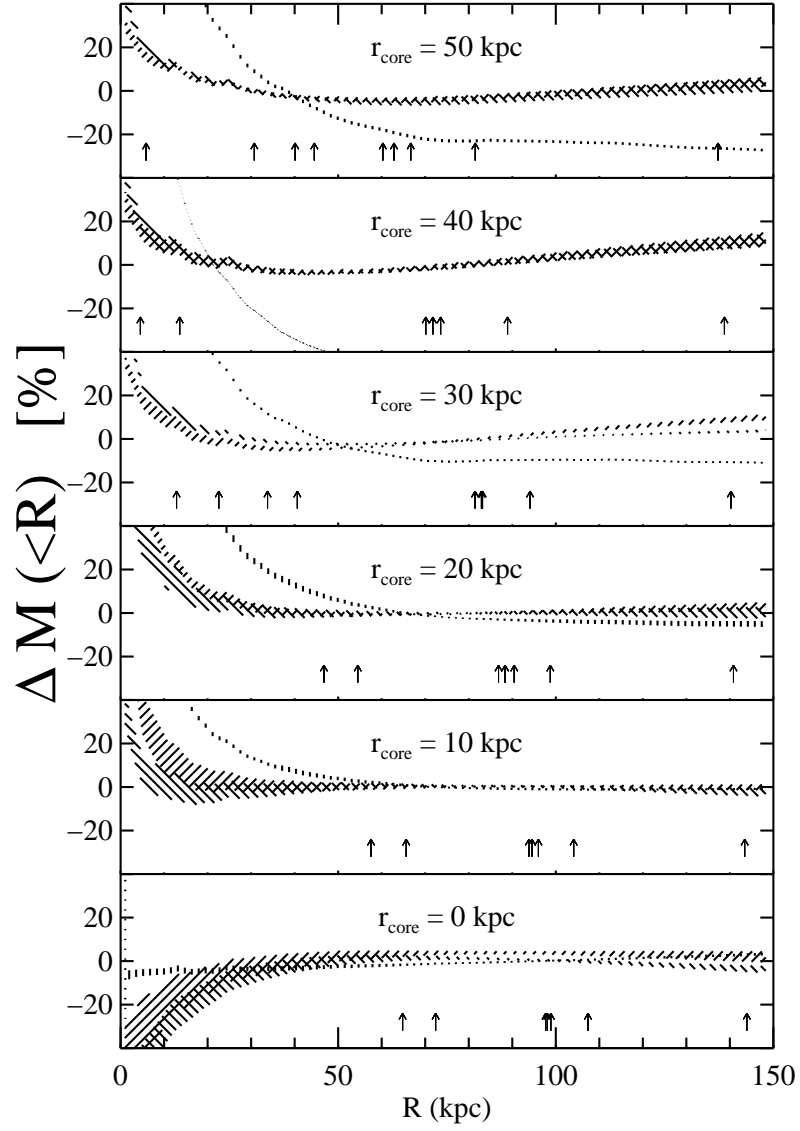 Δ M (<R) [%]
20
0
−20
r_core = 50 kpc
20
0
−20
r_core = 40 kpc
20
0
−20
r_core = 30 kpc
20
0
−20
r_core = 20 kpc
20
0
−20
r_core = 10 kpc
20
0
−20
r_core = 0 kpc
0 50 100 150
R (kpc)